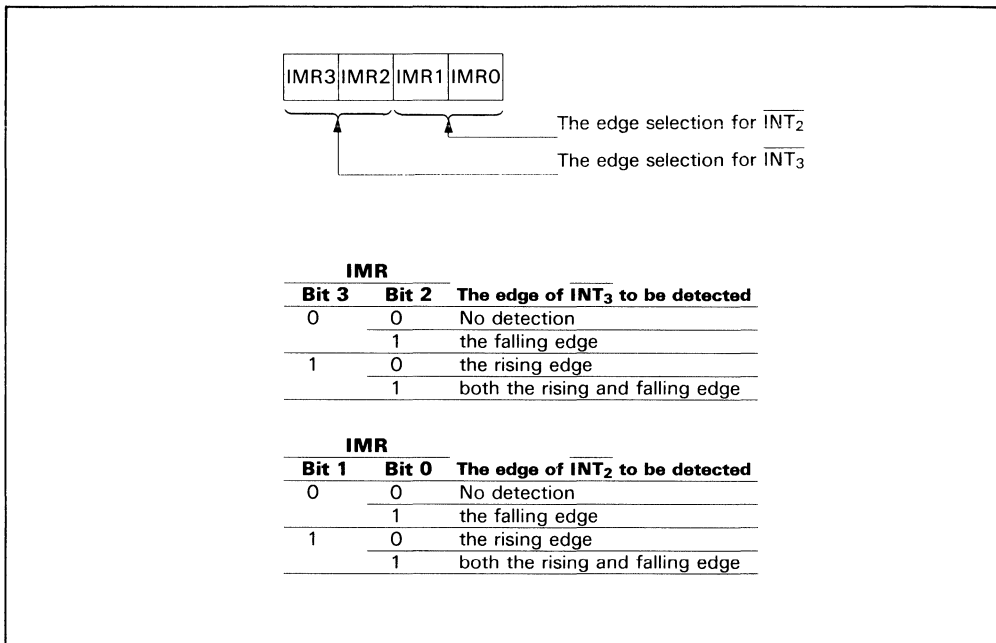 IMR3 IMR2 IMR1 IMR0
The edge selection for INT2
The edge selection for INT3
IMR
Bit 3 Bit 2 The edge of INT3 to be detected
0 0 No detection
1 the falling edge
1 0 the rising edge
1 both the rising and falling edge
IMR
Bit 1 Bit 0 The edge of INT2 to be detected
0 0 No detection
1 the falling edge
1 0 the rising edge
1 both the rising and falling edge